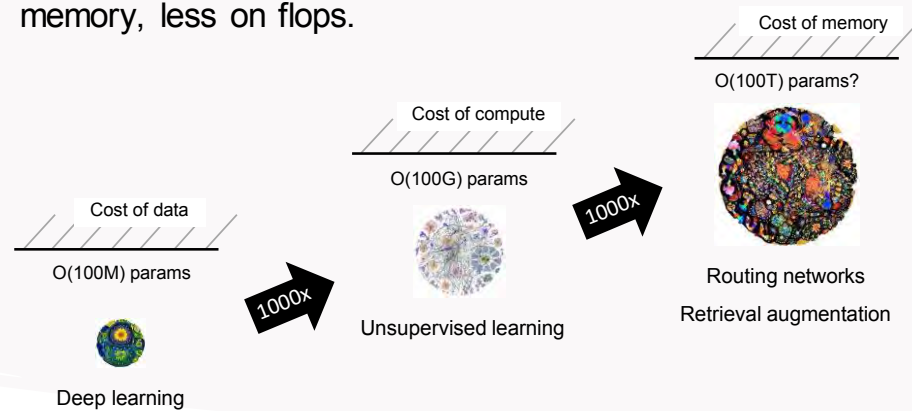 memory, less on flops.
Cost of memory
O(100T) params?
Cost of compute
O(100G) params
1000x
Cost of data
O(100M) params
1000x
Routing networks
Retrieval augmentation
Unsupervised learning
Deep learning